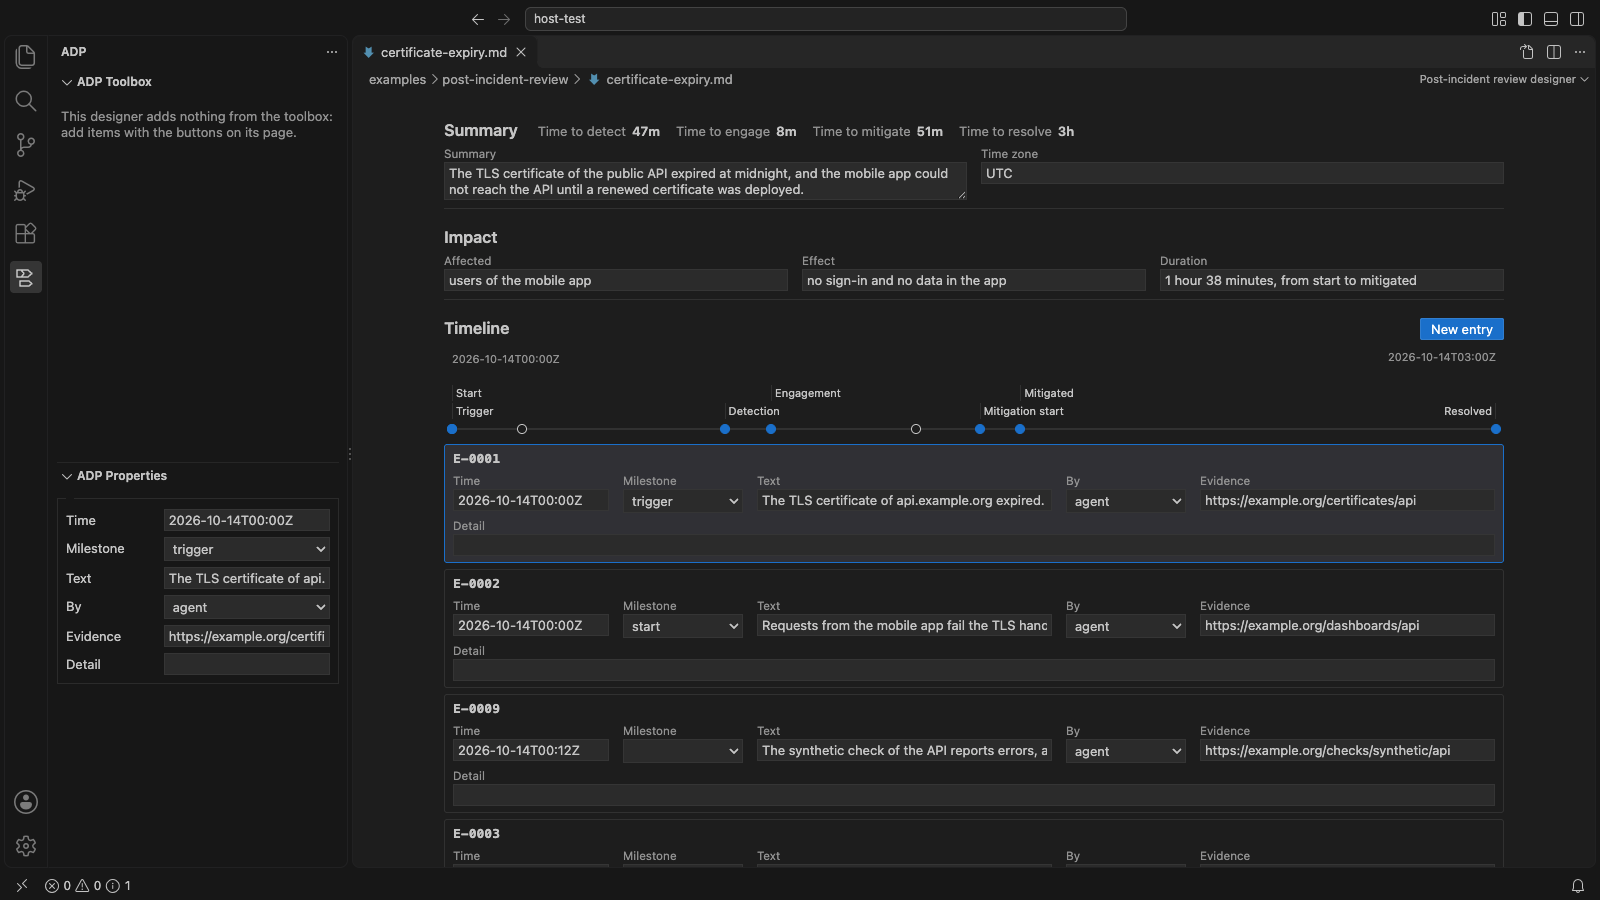 host-test
ADP
ADP Toolbox
This designer adds nothing from the toolbox:
add items with the buttons on its page.
ADP Properties
Time 2026-10-14T00:00Z
Milestone trigger
Text The TLS certificate of api.
By agent
Evidence https://example.org/certifi
Detail
certificate-expiry.md
examples > post-incident-review > certificate-expiry.md
Post-incident review designer
Summary Time to detect 47m Time to engage 8m Time to mitigate 51m Time to resolve 3h
Summary Time zone
The TLS certificate of the public API expired at midnight, and the mobile app could
not reach the API until a renewed certificate was deployed.
UTC
Impact
Affected Effect Duration
users of the mobile app no sign-in and no data in the app 1 hour 38 minutes, from start to mitigated
Timeline New entry
2026-10-14T00:00Z 2026-10-14T03:00Z
Start Engagement Mitigated
Trigger Detection Mitigation start Resolved
E-0001
Time Milestone Text By Evidence
2026-10-14T00:00Z trigger The TLS certificate of api.example.org expired. agent https://example.org/certificates/api
Detail
E-0002
Time Milestone Text By Evidence
2026-10-14T00:00Z start Requests from the mobile app fail the TLS hand agent https://example.org/dashboards/api
Detail
E-0009
Time Milestone Text By Evidence
2026-10-14T00:12Z The synthetic check of the API reports errors, a agent https://example.org/checks/synthetic/api
Detail
E-0003
Time Milestone Text By Evidence
0 0 1